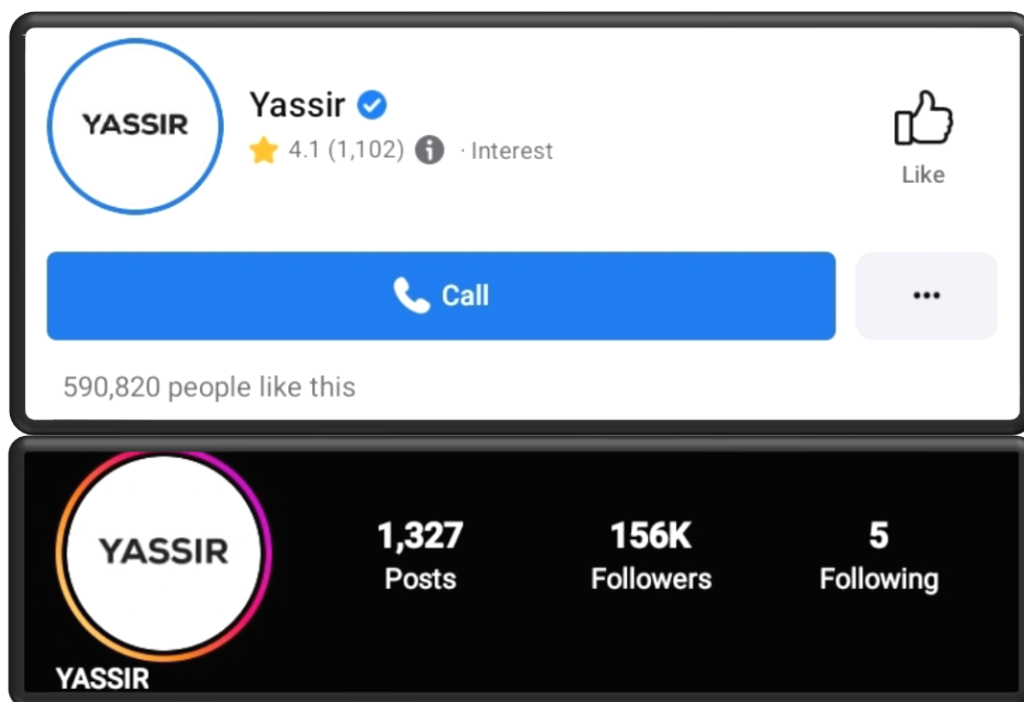 YASSIR
Yassir
4.1 (1,102) · Interest
Like
Call
590,820 people like this
YASSIR
1,327 156K 5
Posts Followers Following
YASSIR